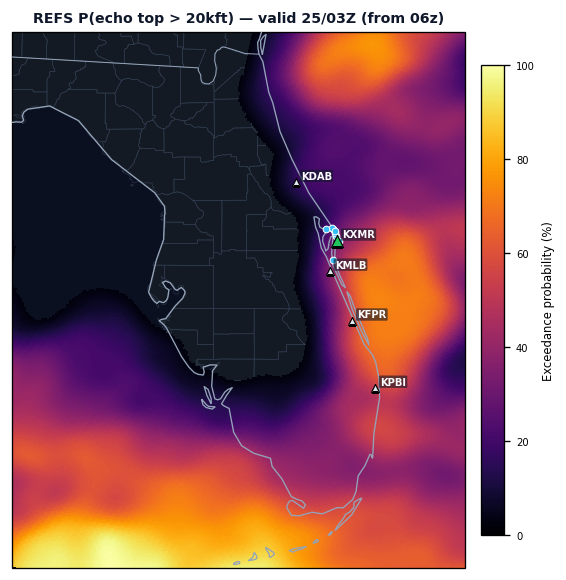 REFS P(echo top > 20kft) — valid 25/03Z (from 06z)
KDAB
KXMR
KMLB
KFPR
KPBI
100
80
60
40
20
0
Exceedance probability (%)